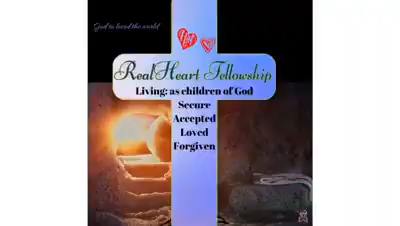 God so loved the world
RealHeart Fellowship
Living: as children of God
Secure
Accepted
Loved
Forgiven